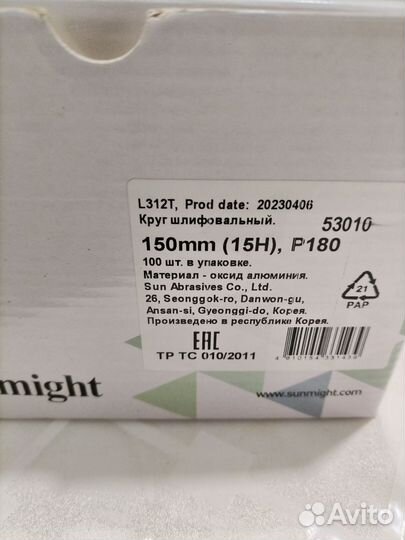 L312T, Prod date: 20230406
Круг шлифовальный.
53010
150mm (15H), P180
100 шт. в упаковке.
Материал - оксид алюминия.
Sun Abrasives Co., Ltd.
26, Seonggok-ro, Danwon-gu,
Ansan-si, Gyeonggi-do, Корея.
Произведено в республике Корея.
21
PAP
EAC
ТР ТС 010/2011
might
www.sunmight.com
Avito